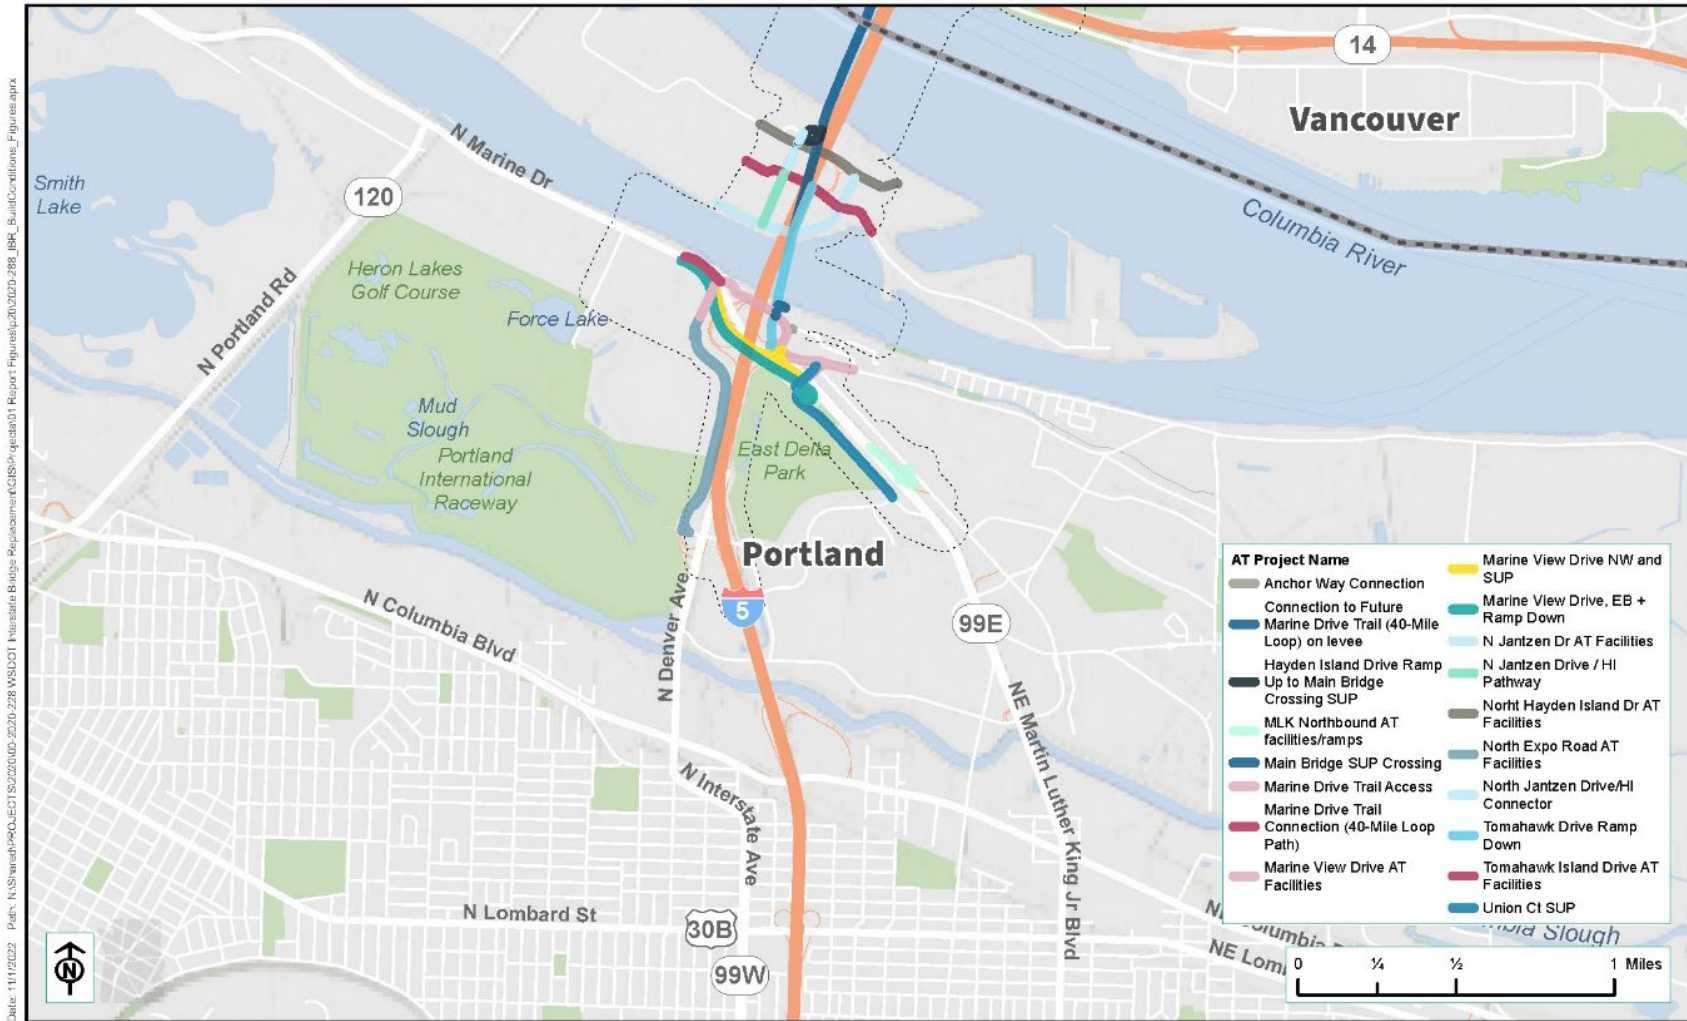 14
Vancouver
N Marine Dr
Smith
Lake
120
Columbia River
Heron Lakes
Golf Course
Force Lake
N Portland Rd
Mud
Slough
Portland
International
Raceway
East Delta
Park
Portland
5
N Columbia Blvd
N Denver Ave
99E
N Interstate Ave
NE Martin Luther King Jr Blvd
N Lombard St
30B
99W
N
AT Project Name
Anchor Way Connection
Connection to Future
Marine Drive Trail (40-Mile
Loop) on levee
Hayden Island Drive Ramp
Up to Main Bridge
Crossing SUP
MLK Northbound AT
facilities/ramps
Main Bridge SUP Crossing
Marine Drive Trail Access
Marine Drive Trail
Connection (40-Mile Loop
Path)
Marine View Drive AT
Facilities
Marine View Drive NW and
SUP
Marine View Drive, EB +
Ramp Down
N Jantzen Dr AT Facilities
N Jantzen Drive / HI
Pathway
Norht Hayden Island Dr AT
Facilities
North Expo Road AT
Facilities
North Jantzen Drive/HI
Connector
Tomahawk Drive Ramp
Down
Tomahawk Island Drive AT
Facilities
Union Ct SUP
Slough
NE
0 ¼ ½ 1 Miles
Date: 11/1/2022